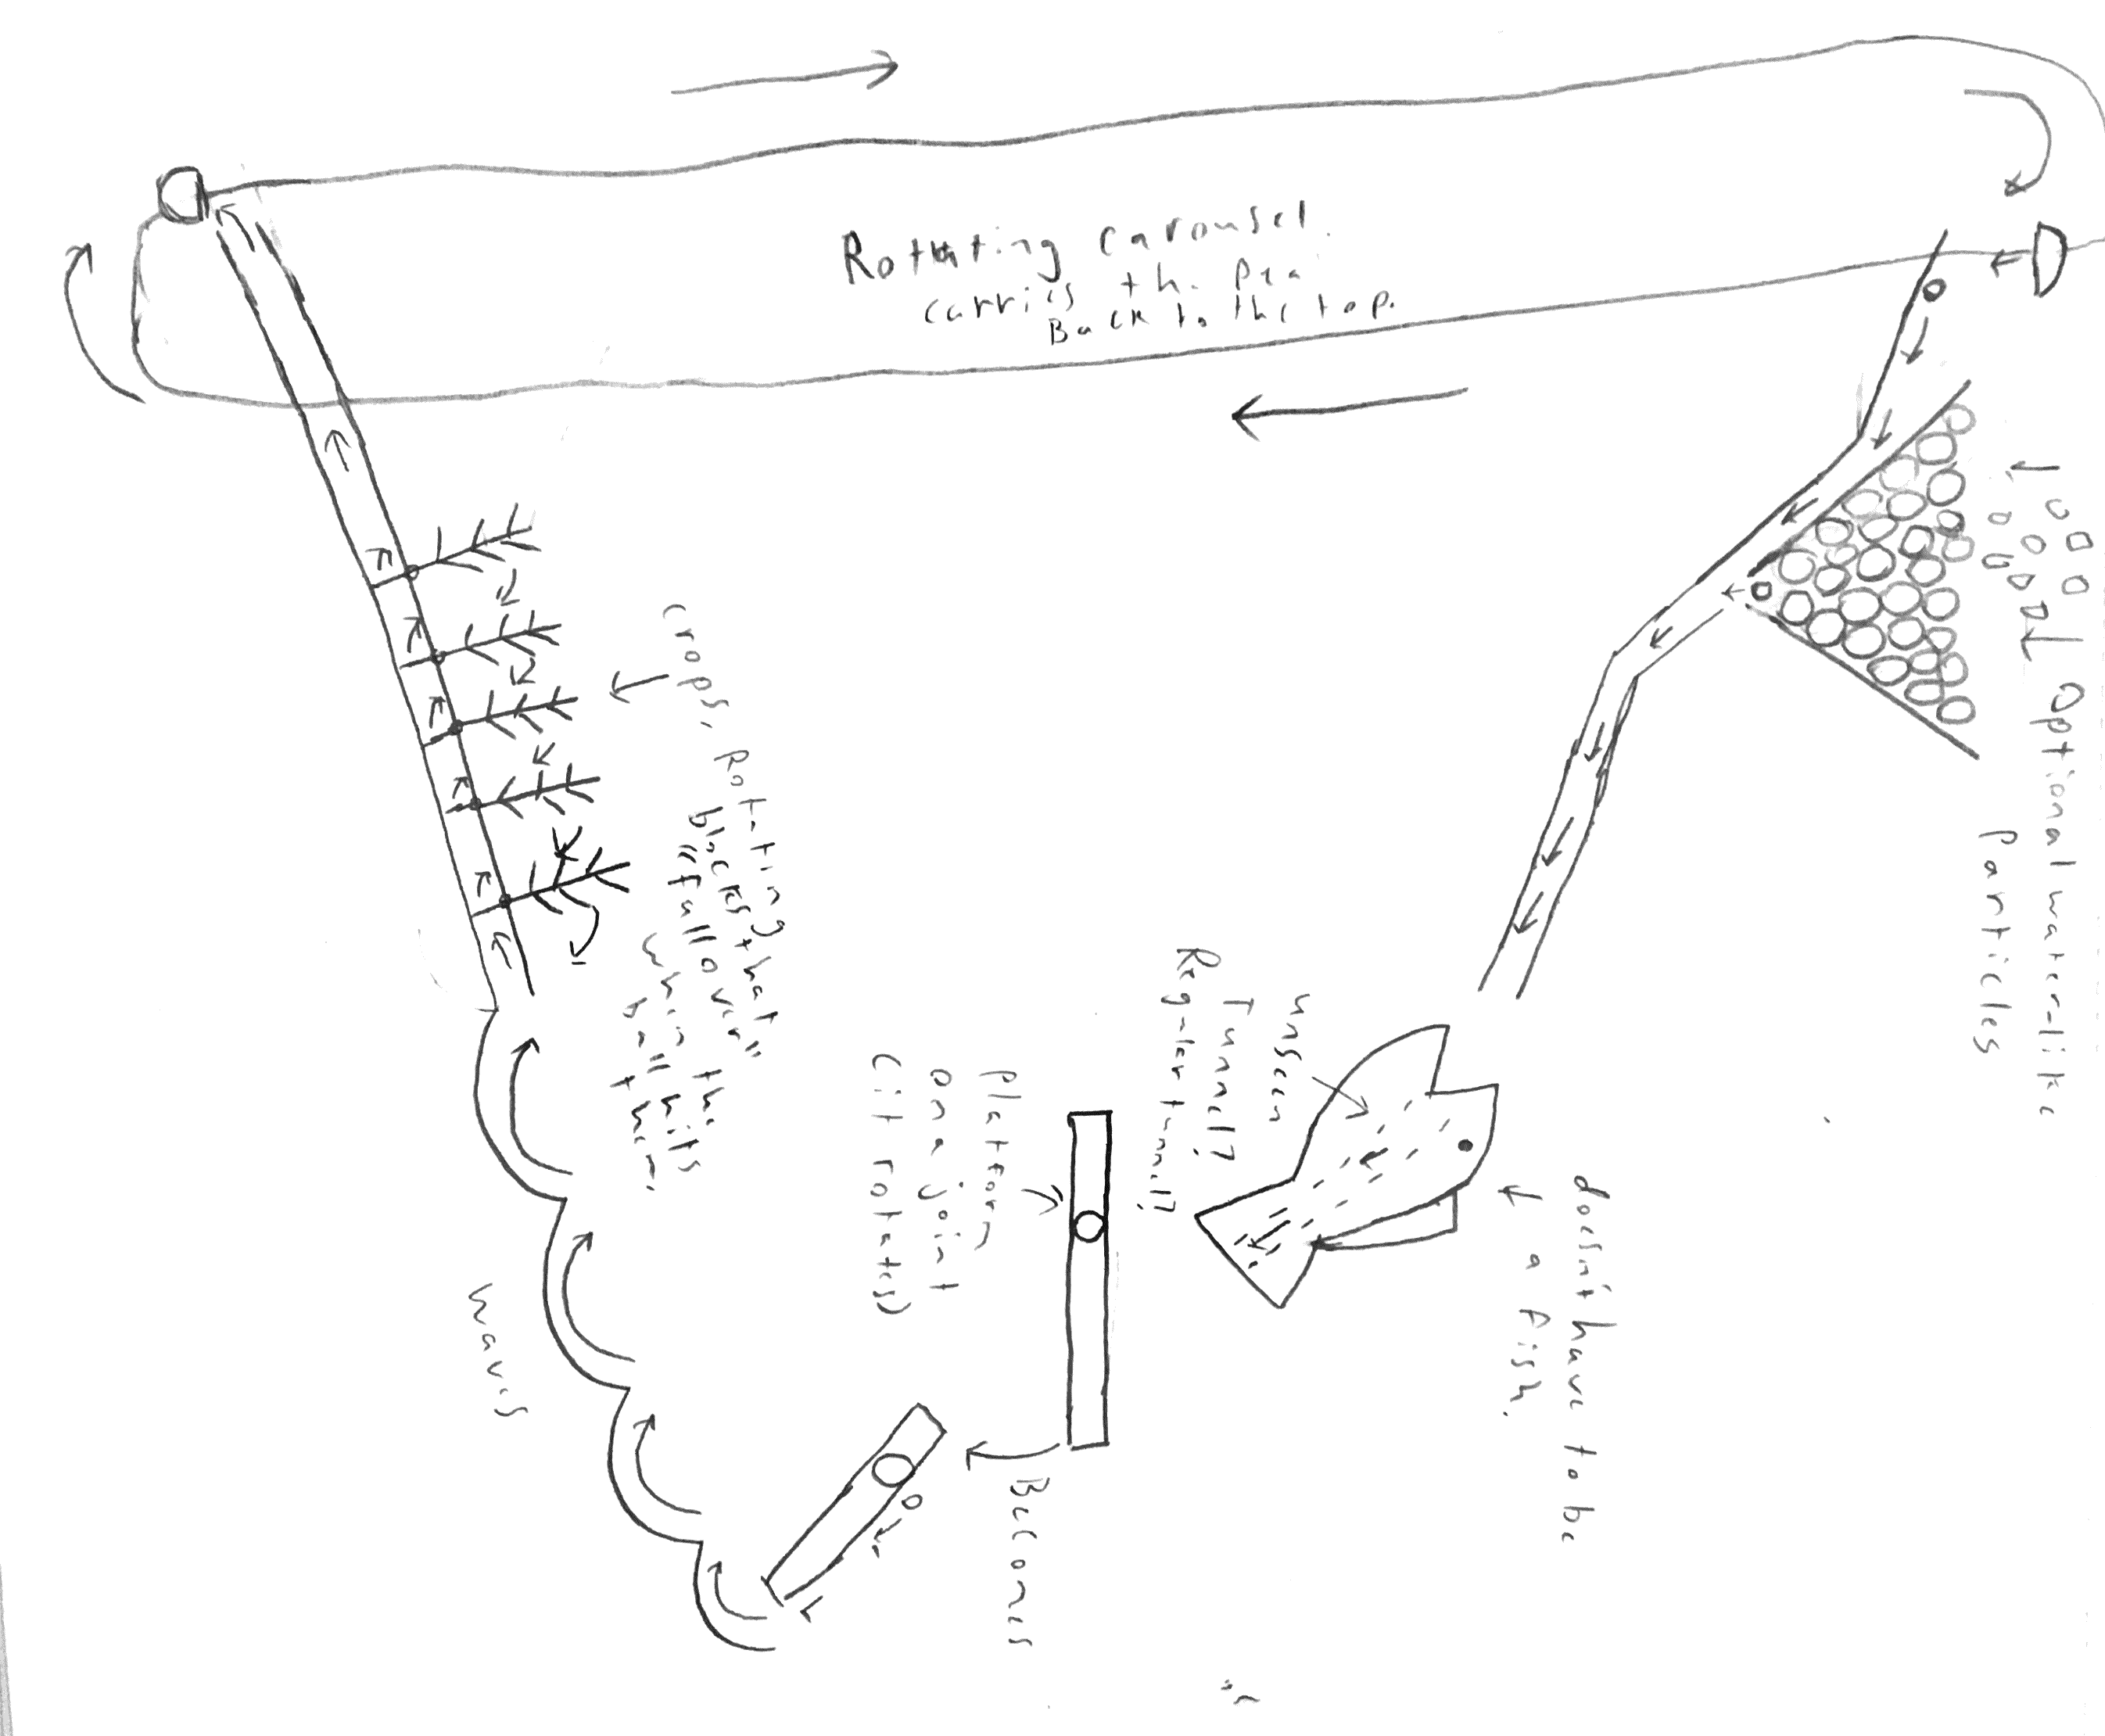 Rotating carousel.
carries the pea
Back to the top.
Optional water-like
particles
crops, Rotating
blocks that
"fall over"
when the
ball hits
them.
unseen
Tunnel?
Regular tunnel?
platform
on a joint
(it rotates)
doesn't have to be
a fish.
Becomes
waves